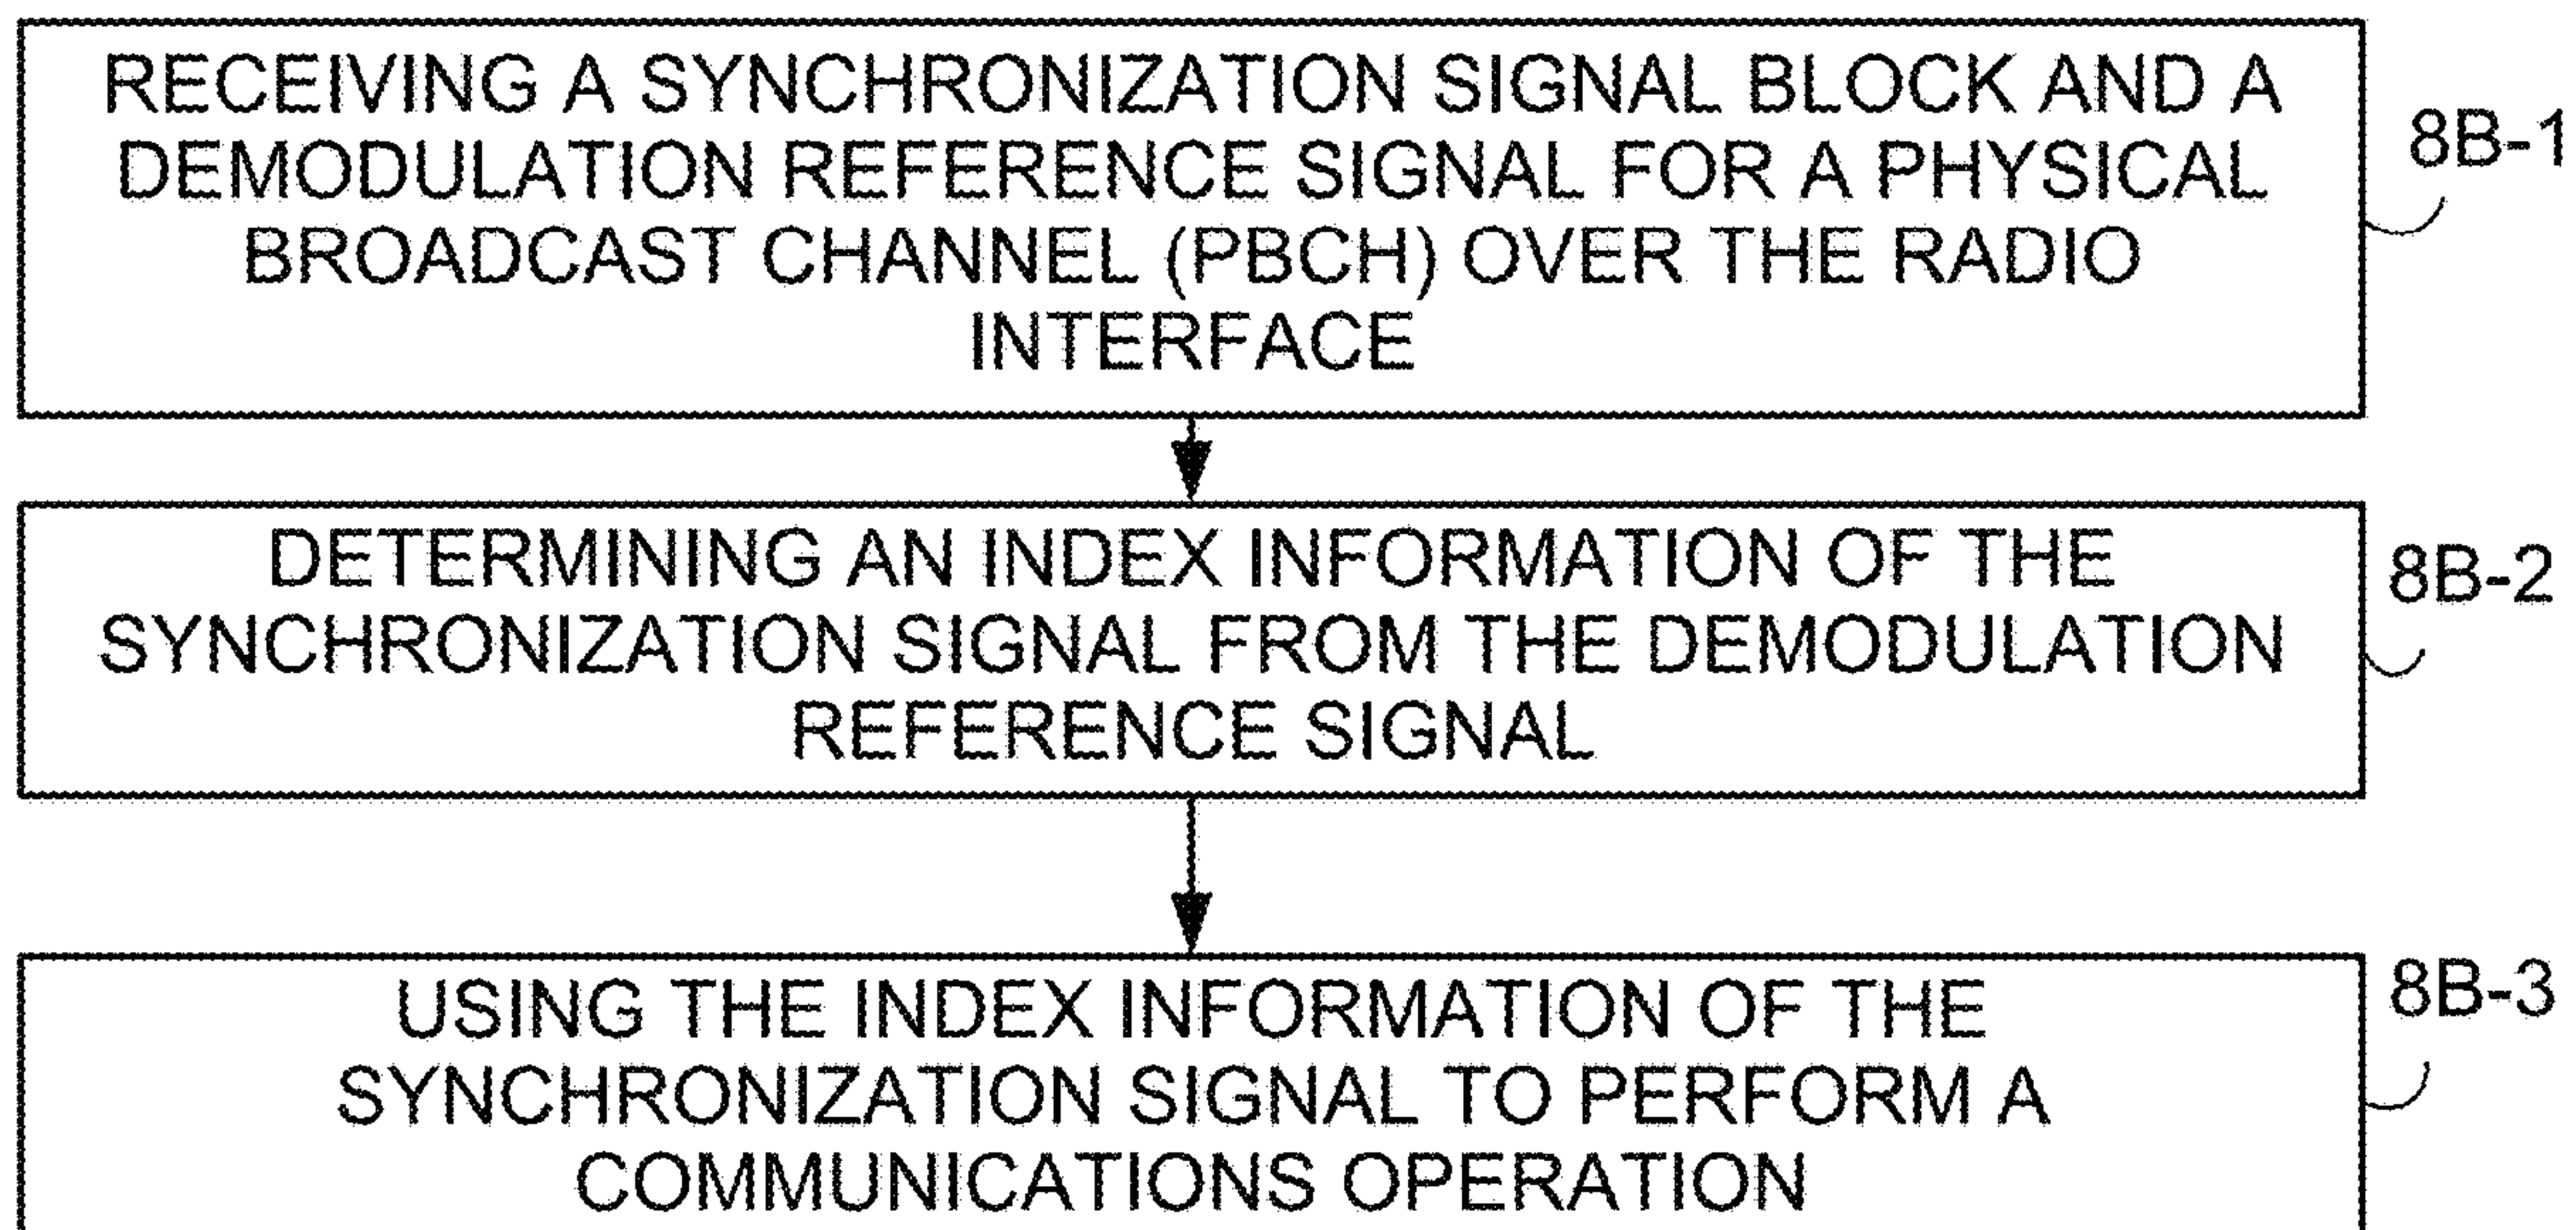 RECEIVING A SYNCHRONIZATION SIGNAL BLOCK AND A
DEMODULATION REFERENCE SIGNAL FOR A PHYSICAL
BROADCAST CHANNEL (PBCH) OVER THE RADIO
INTERFACE
8B-1
DETERMINING AN INDEX INFORMATION OF THE
SYNCHRONIZATION SIGNAL FROM THE DEMODULATION
REFERENCE SIGNAL
8B-2
USING THE INDEX INFORMATION OF THE
SYNCHRONIZATION SIGNAL TO PERFORM A
COMMUNICATIONS OPERATION
8B-3